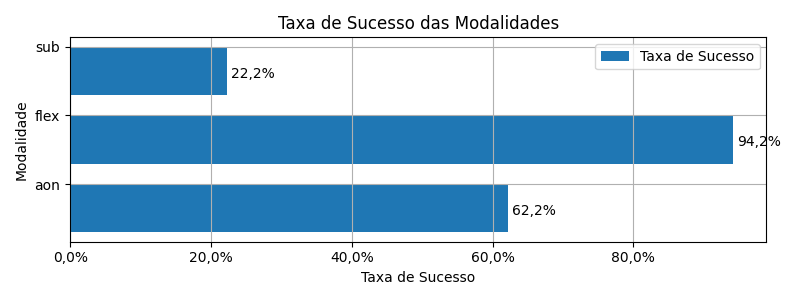 Taxa de Sucesso das Modalidades
Taxa de Sucesso
sub
22,2%
flex
94,2%
aon
62,2%
Modalidade
0,0% 20,0% 40,0% 60,0% 80,0%
Taxa de Sucesso